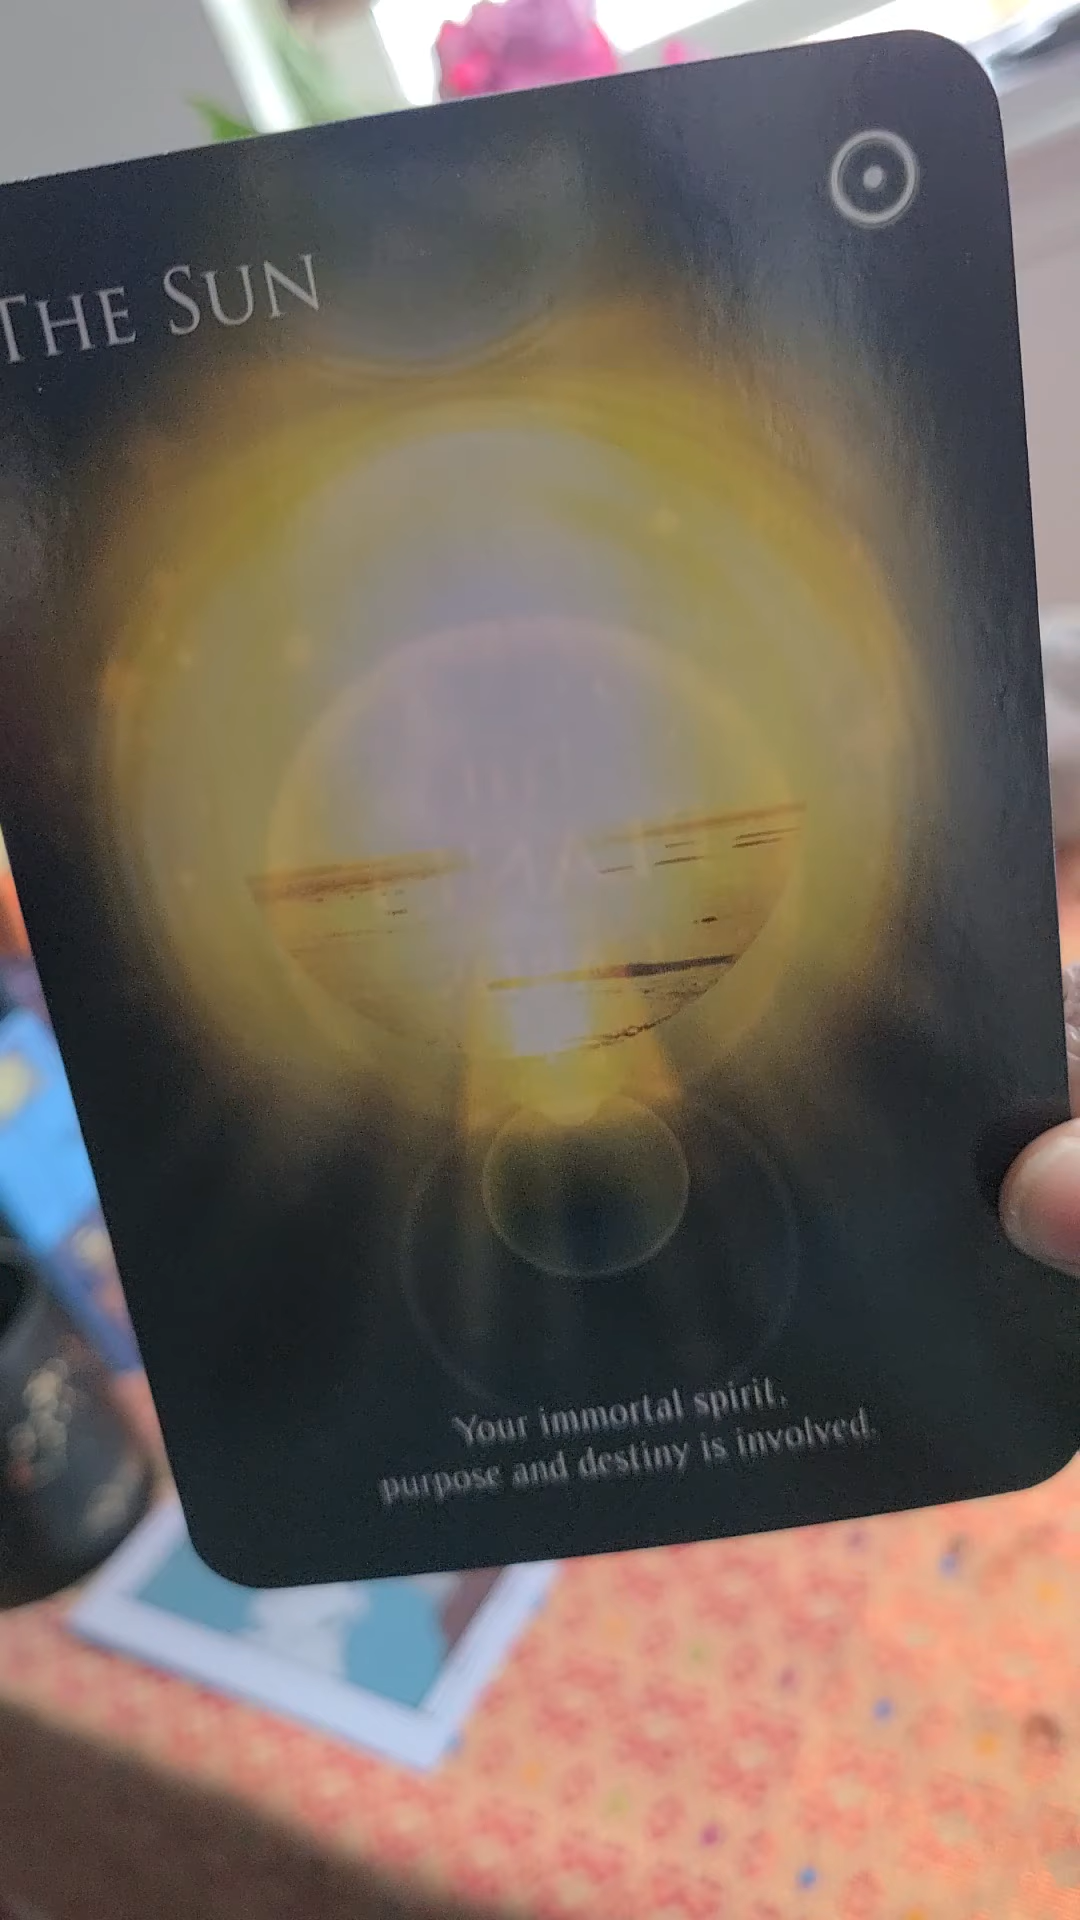 THE SUN
Your immortal spirit,
purpose and destiny is involved.